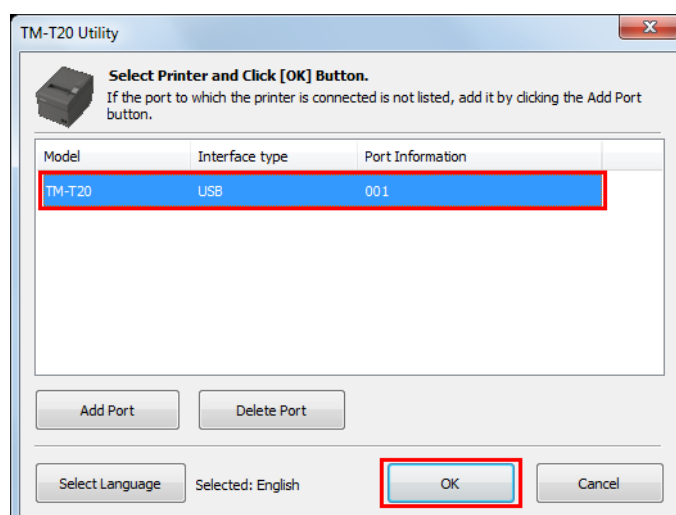 TM-T20 Utility
Select Printer and Click [OK] Button.
If the port to which the printer is connected is not listed, add it by clicking the Add Port
button.
Model Interface type Port Information
TM-T20 USB 001
Add Port Delete Port
Select Language Selected: English OK Cancel